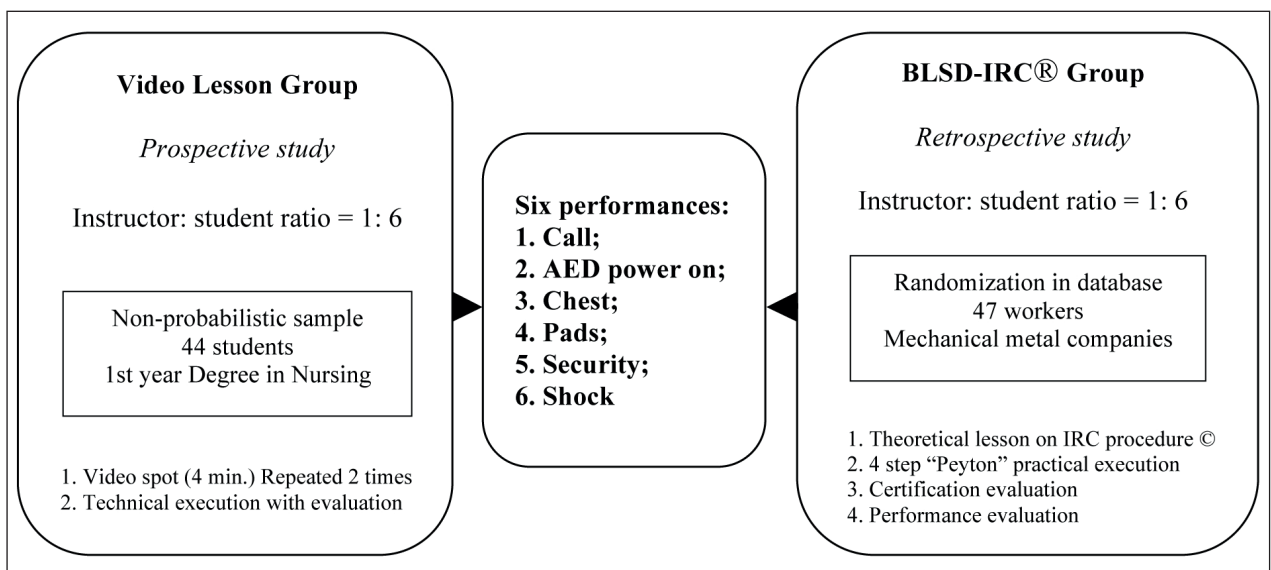 Video Lesson Group
Prospective study
Instructor: student ratio = 1: 6
Non-probabilistic sample
44 students
1st year Degree in Nursing
1. Video spot (4 min.) Repeated 2 times
2. Technical execution with evaluation
Six performances:
1. Call;
2. AED power on;
3. Chest;
4. Pads;
5. Security;
6. Shock
BLSD-IRC® Group
Retrospective study
Instructor: student ratio = 1: 6
Randomization in database
47 workers
Mechanical metal companies
1. Theoretical lesson on IRC procedure ©
2. 4 step “Peyton” practical execution
3. Certification evaluation
4. Performance evaluation